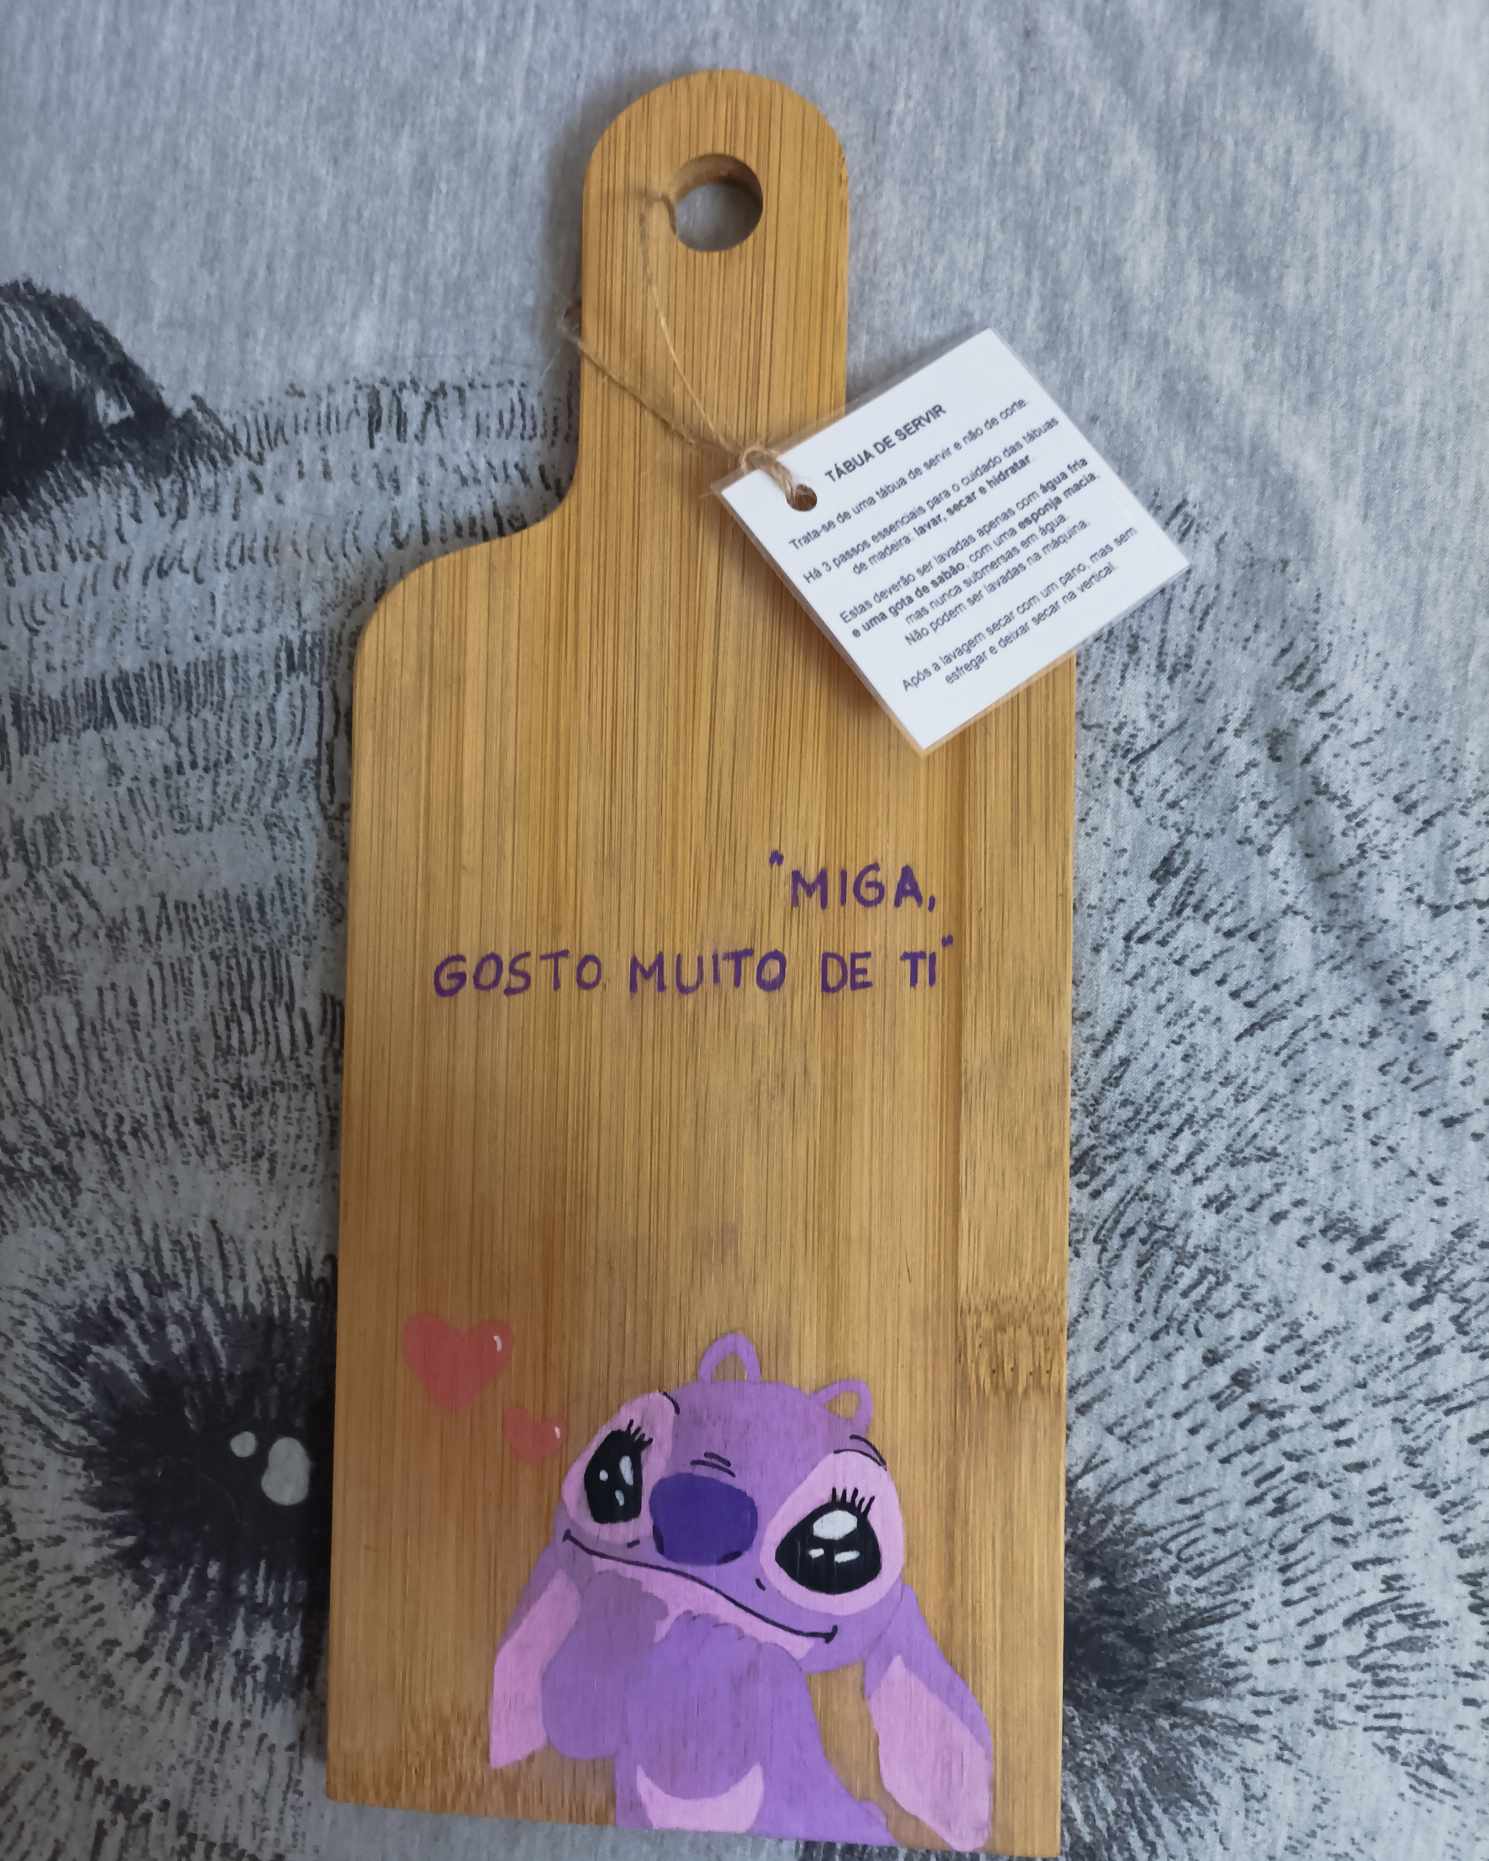 TÁBUA DE SERVIR
Trata-se de uma tábua de servir e não de corte.
Há 3 passos essenciais para o cuidado das tábuas
de madeira: lavar, secar e hidratar.
Estas deverão ser lavadas apenas com água fria
e uma gota de sabão, com uma esponja macia,
mas nunca submersas em água.
Não podem ser lavadas na máquina.
Após a lavagem secar com um pano, mas sem
esfregar e deixar secar na vertical.
"MIGA,
GOSTO MUITO DE TI"